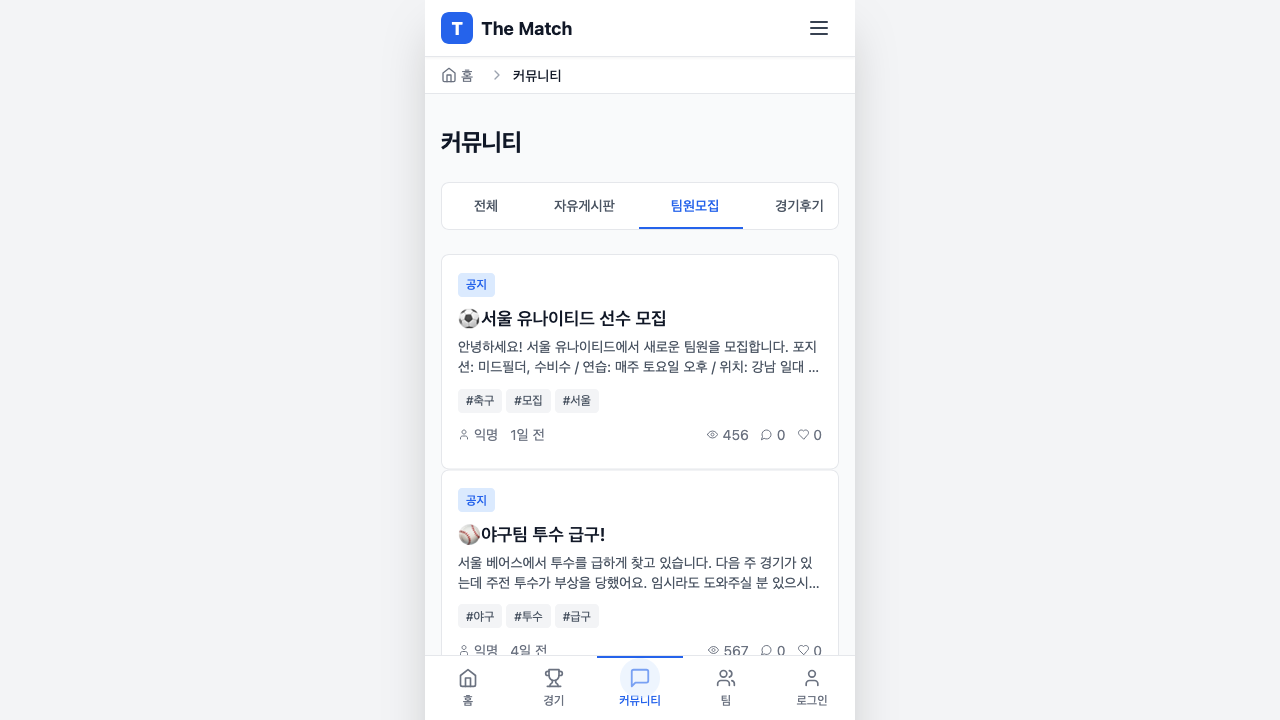 T The Match
홈 커뮤니티
커뮤니티
전체 자유게시판 팀원모집 경기후기
공지
⚽서울 유나이티드 선수 모집
안녕하세요! 서울 유나이티드에서 새로운 팀원을 모집합니다. 포지
션: 미드필더, 수비수 / 연습: 매주 토요일 오후 / 위치: 강남 일대 ...
#축구 #모집 #서울
익명 1일 전 456 0 0
공지
⚾야구팀 투수 급구!
서울 베어스에서 투수를 급하게 찾고 있습니다. 다음 주 경기가 있
는데 주전 투수가 부상을 당했어요. 임시라도 도와주실 분 있으시...
#야구 #투수 #급구
익명 4일 전 567 0 0
홈 경기 커뮤니티 팀 로그인